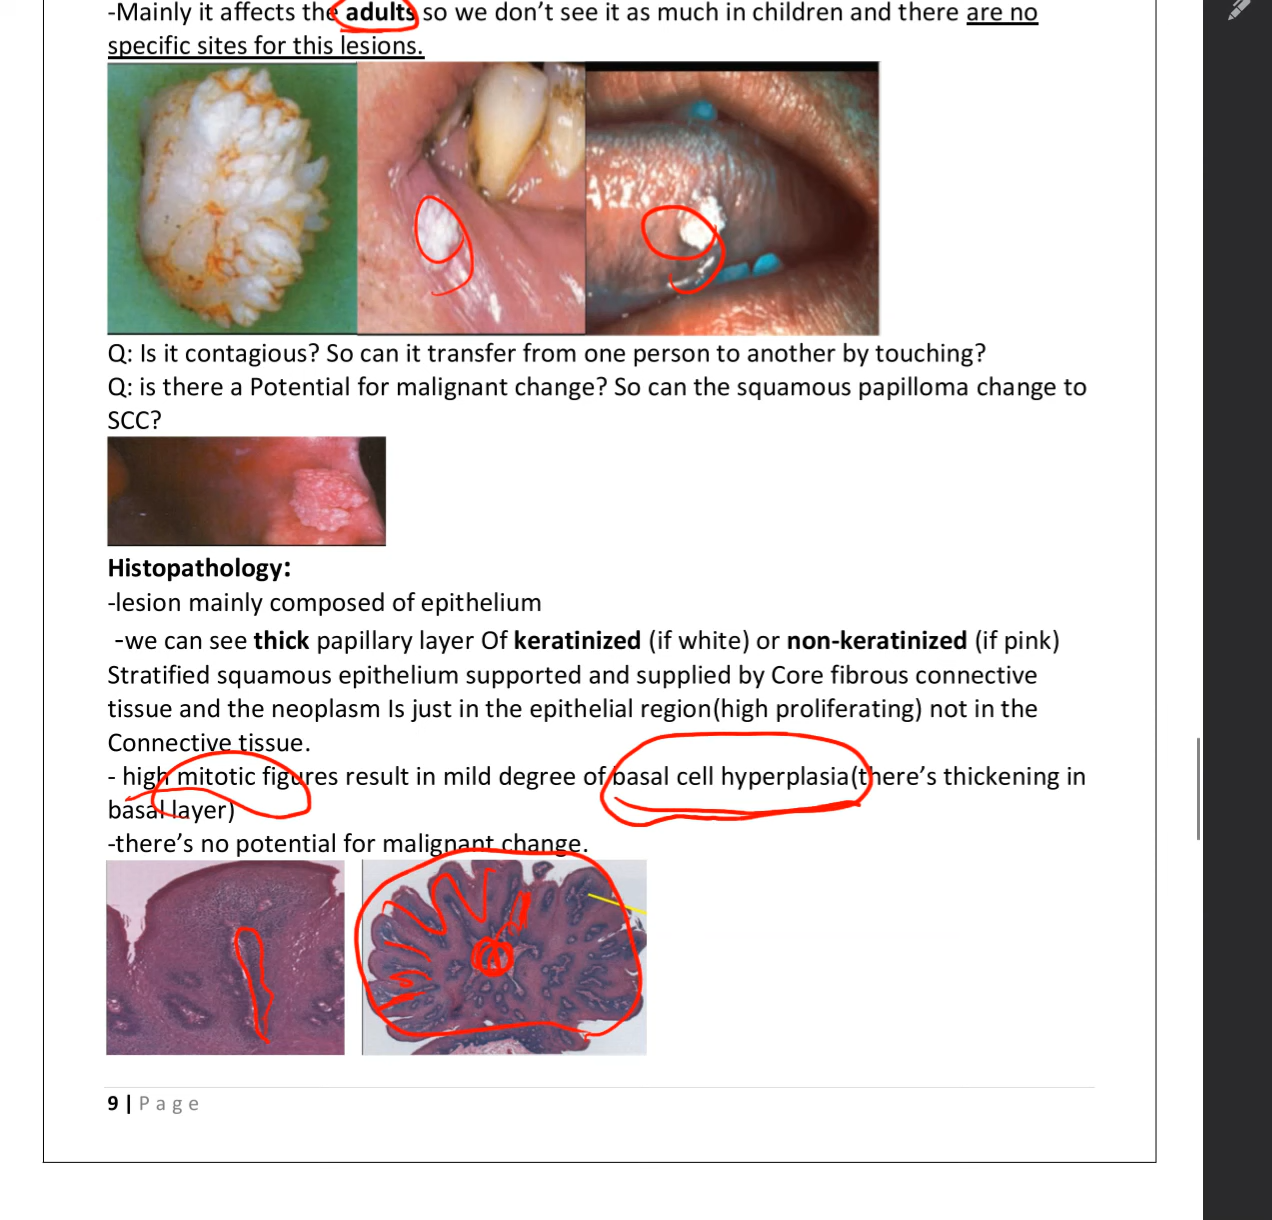 -Mainly it affects the adults so we don't see it as much in children and there are no
specific sites for this lesions.
Q: Is it contagious? So can it transfer from one person to another by touching?
Q: is there a Potential for malignant change? So can the squamous papilloma change to
SCC?
Histopathology:
-lesion mainly composed of epithelium
-we can see thick papillary layer Of keratinized (if white) or non-keratinized (if pink)
Stratified squamous epithelium supported and supplied by Core fibrous connective
tissue and the neoplasm Is just in the epithelial region(high proliferating) not in the
Connective tissue.
- high mitotic figures result in mild degree of basal cell hyperplasia(there's thickening in
basal layer)
-there's no potential for malignant change.
9 | Page